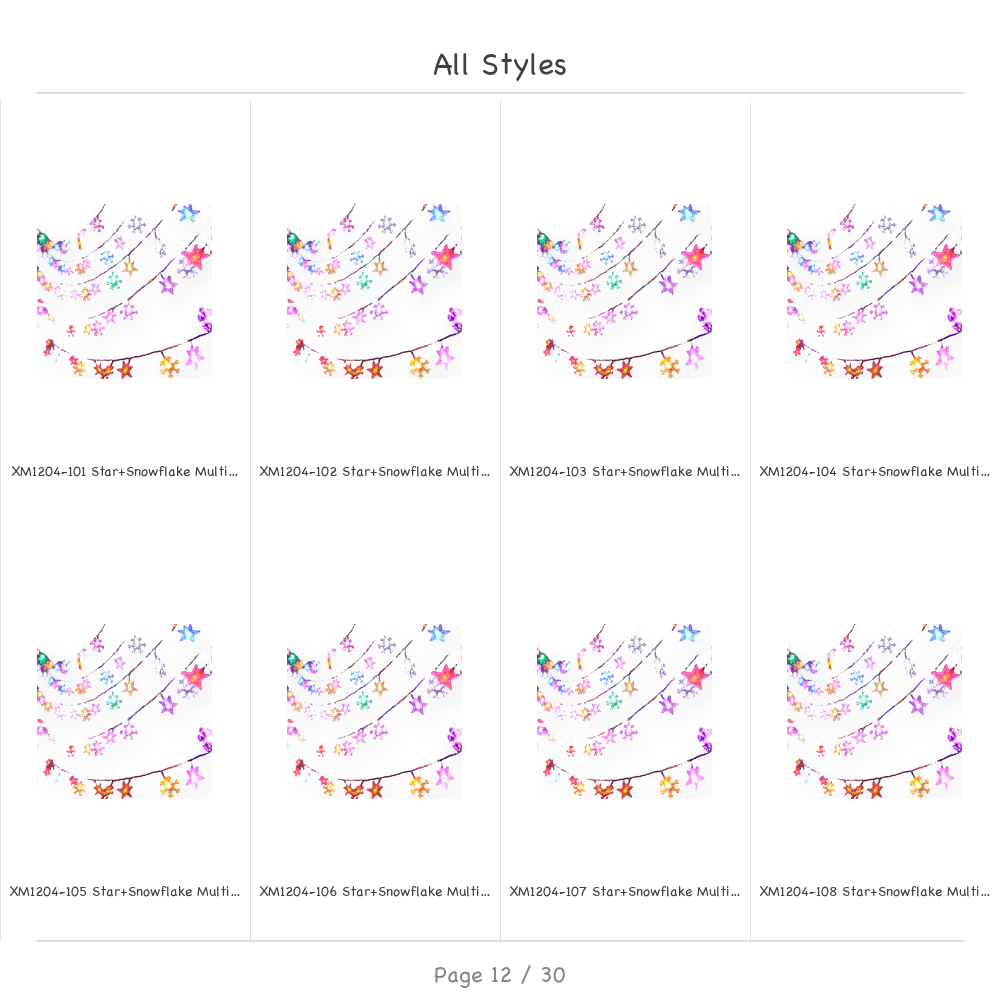 All Styles
XM1204-101 Star+Snowflake Multi...
XM1204-102 Star+Snowflake Multi...
XM1204-103 Star+Snowflake Multi...
XM1204-104 Star+Snowflake Multi...
XM1204-105 Star+Snowflake Multi...
XM1204-106 Star+Snowflake Multi...
XM1204-107 Star+Snowflake Multi...
XM1204-108 Star+Snowflake Multi...
Page 12 / 30